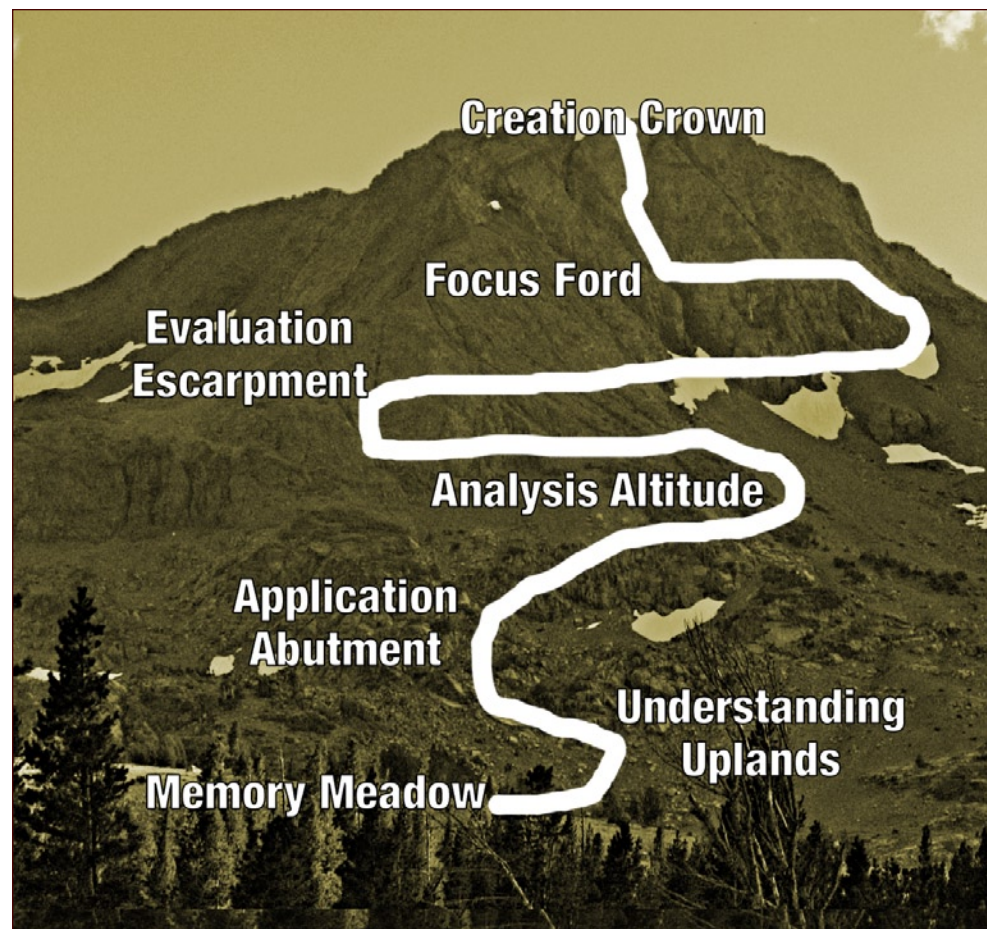 Creation Crown
Focus Ford
Evaluation
Escarpment
Analysis Altitude
Application
Abutment
Understanding
Uplands
Memory Meadow